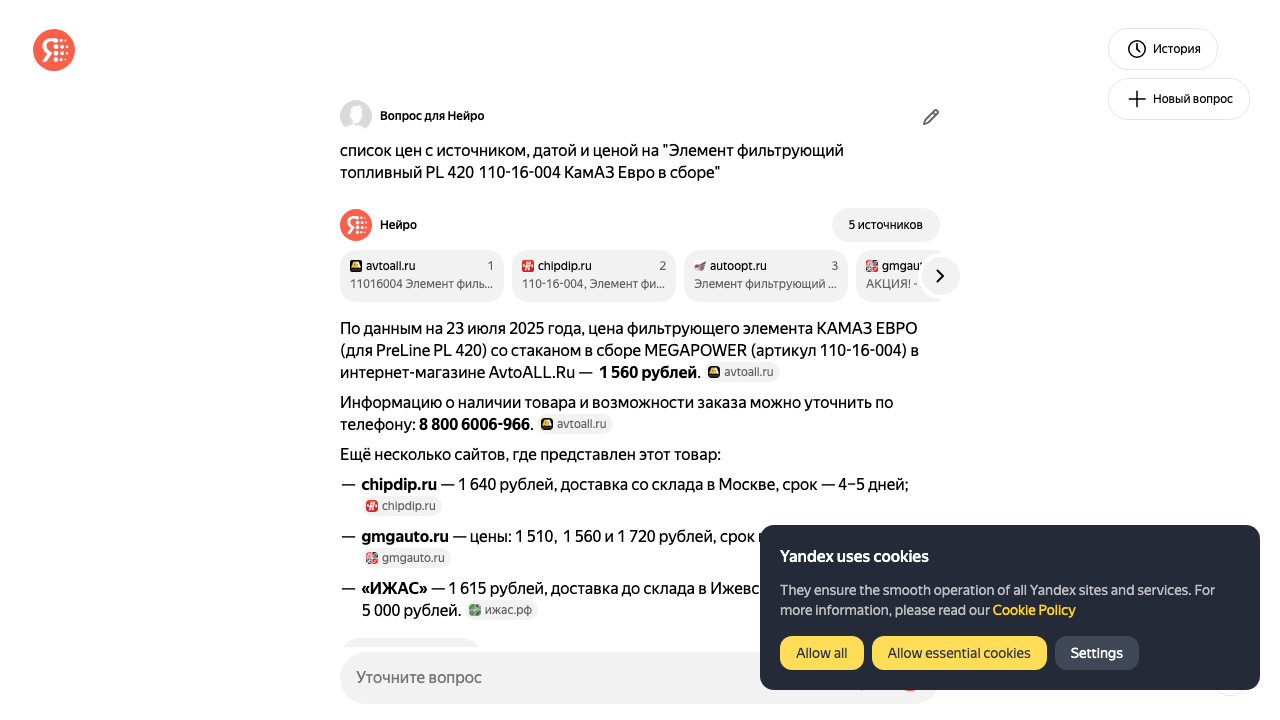 История
Новый вопрос
Вопрос для Нейро
список цен с источником, датой и ценой на "Элемент фильтрующий
топливный PL 420 110-16-004 КамАЗ Евро в сборе"
Нейро
5 источников
avtoall.ru 1
11016004 Элемент филь...
chipdip.ru 2
110-16-004, Элемент фи...
autoopt.ru 3
Элемент фильтрующий ...
gmgau
АКЦИЯ! -
По данным на 23 июля 2025 года, цена фильтрующего элемента КАМАЗ ЕВРО
(для PreLine PL 420) со стаканом в сборе MEGAPOWER (артикул 110-16-004) в
интернет-магазине AvtoALL.Ru — 1 560 рублей. avtoall.ru
Информацию о наличии товара и возможности заказа можно уточнить по
телефону: 8 800 6006-966. avtoall.ru
Ещё несколько сайтов, где представлен этот товар:
— chipdip.ru — 1 640 рублей, доставка со склада в Москве, срок — 4–5 дней;
chipdip.ru
— gmgauto.ru — цены: 1 510, 1 560 и 1 720 рублей, срок
gmgauto.ru
— «ИЖАС» — 1 615 рублей, доставка до склада в Ижевс
5 000 рублей. ижас.рф
Уточните вопрос
Yandex uses cookies
They ensure the smooth operation of all Yandex sites and services. For
more information, please read our Cookie Policy
Allow all
Allow essential cookies
Settings